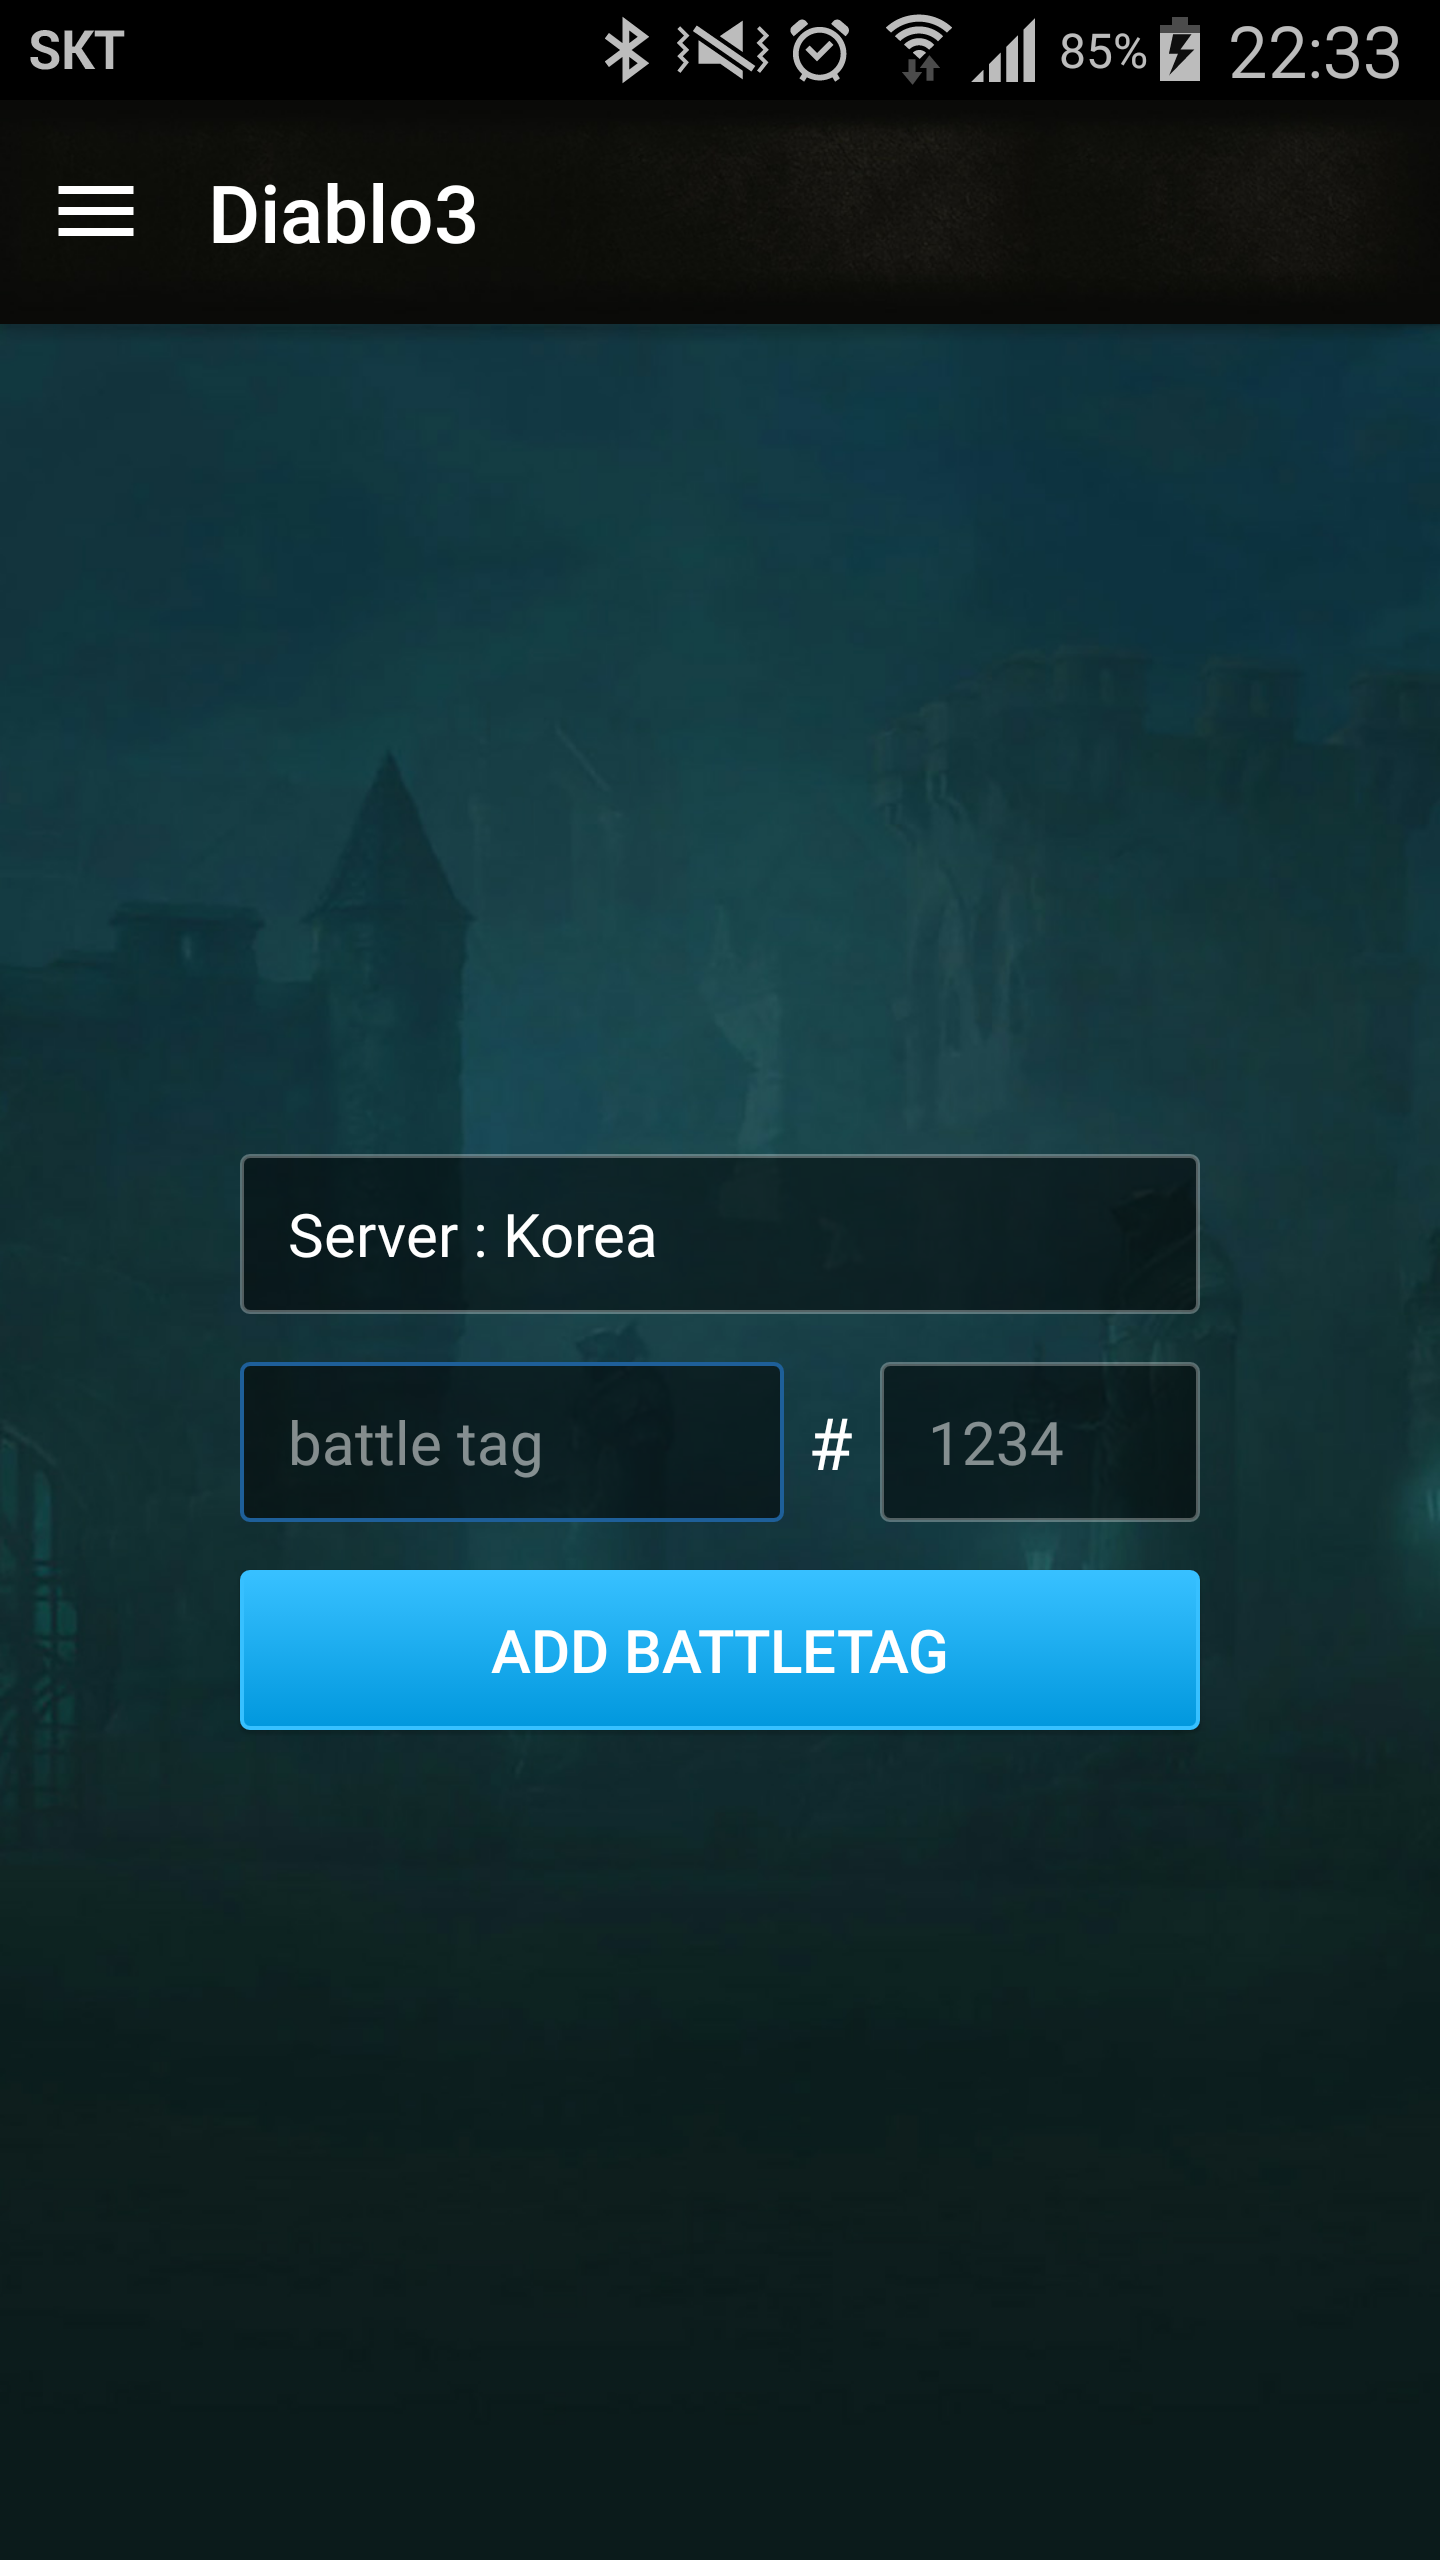 SKT 85% 22:33
Diablo3
Server : Korea
battle tag # 1234
ADD BATTLETAG